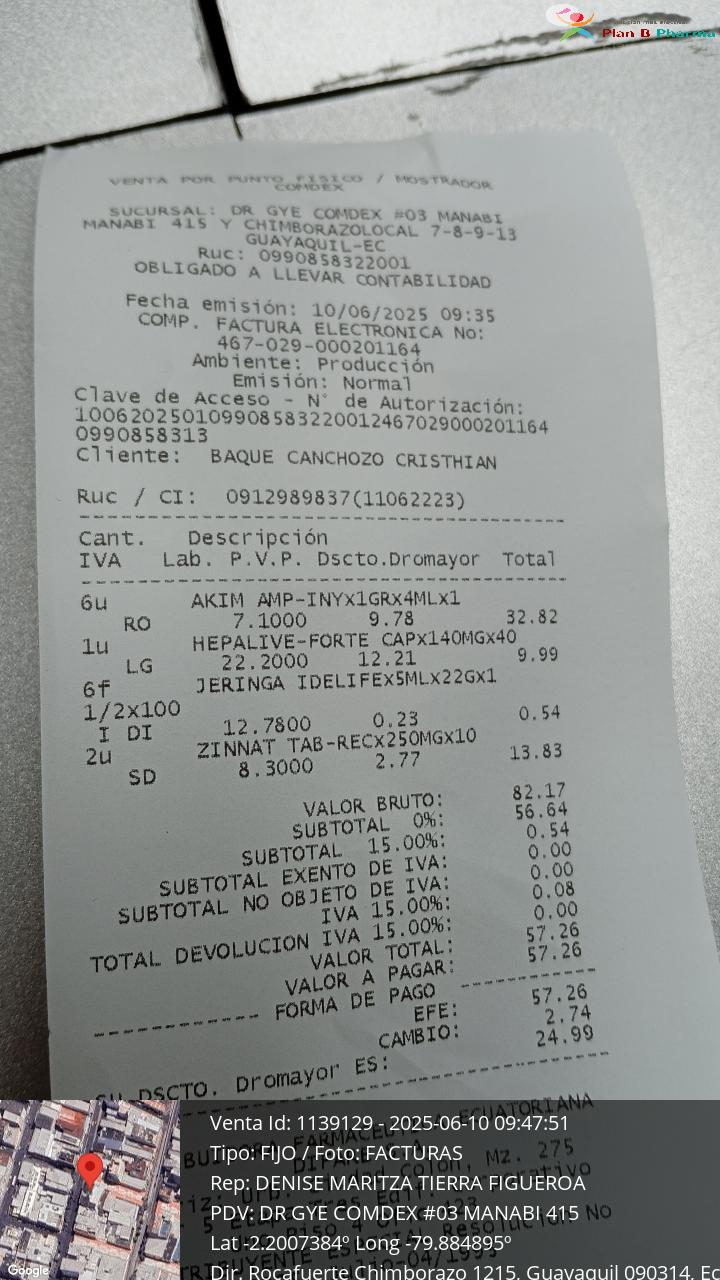 Plan B Pharma
VENTA POR PUNTO FISICO / MOSTRADOR
COMDEX
SUCURSAL: DR GYE COMDEX #03 MANABI
MANABI 415 Y CHIMBORAZOLOCAL 7-8-9-13
GUAYAQUIL-EC
Ruc: 0990858322001
OBLIGADO A LLEVAR CONTABILIDAD
Fecha emisión: 10/06/2025 09:35
COMP. FACTURA ELECTRONICA No:
467-029-000201164
Ambiente: Producción
Emisión: Normal
Clave de Acceso - N° de Autorización:
100620250109908583220012467029000201164
0990858313
Cliente: BAQUE CANCHOZO CRISTHIAN
Ruc / CI: 0912989837(11062223)
Cant. Descripción
IVA Lab. P.V.P. Dscto.Dromayor Total
6u AKIM AMP-INYx1GRx4MLx1
RO 7.1000 9.78 32.82
1u HEPALIVE-FORTE CAPx140MGx40
LG 22.2000 12.21 9.99
6f JERINGA IDELIFEx5MLx22Gx1
1/2x100
I DI 12.7800 0.23 0.54
2u ZINNAT TAB-RECx250MGx10
SD 8.3000 2.77 13.83
VALOR BRUTO: 82.17
SUBTOTAL 0%: 56.64
SUBTOTAL 15.00%: 0.54
SUBTOTAL EXENTO DE IVA: 0.00
SUBTOTAL NO OBJETO DE IVA: 0.00
IVA 15.00%: 0.08
TOTAL DEVOLUCION IVA 15.00%: 0.00
VALOR TOTAL: 57.26
VALOR A PAGAR: 57.26
FORMA DE PAGO
EFE: 57.26
CAMBIO: 2.74
SU DSCTO. Dromayor ES: 24.99
FARMACEUTICA ECUATORIANA
Colón, Mz. 275
Venta Id: 1139129 - 2025-06-10 09:47:51
Tipo: FIJO / Foto: FACTURAS
Rep: DENISE MARITZA TIERRA FIGUEROA
PDV: DR GYE COMDEX #03 MANABI 415
Lat -2.2007384º Long -79.884895º
Dir. Rocafuerte Chimborazo 1215, Guayaquil 090314, Ec
Google